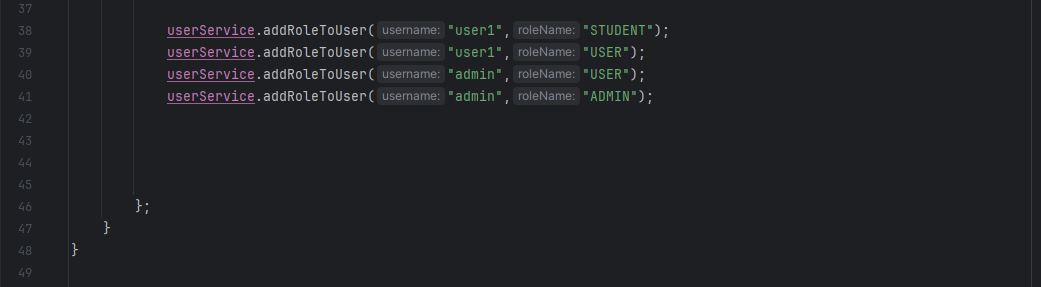 37
38 userService.addRoleToUser( username: "user1", roleName: "STUDENT");
39 userService.addRoleToUser( username: "user1", roleName: "USER");
40 userService.addRoleToUser( username: "admin", roleName: "USER");
41 userService.addRoleToUser( username: "admin", roleName: "ADMIN");
42
43
44
45
46 };
47 }
48 }
49